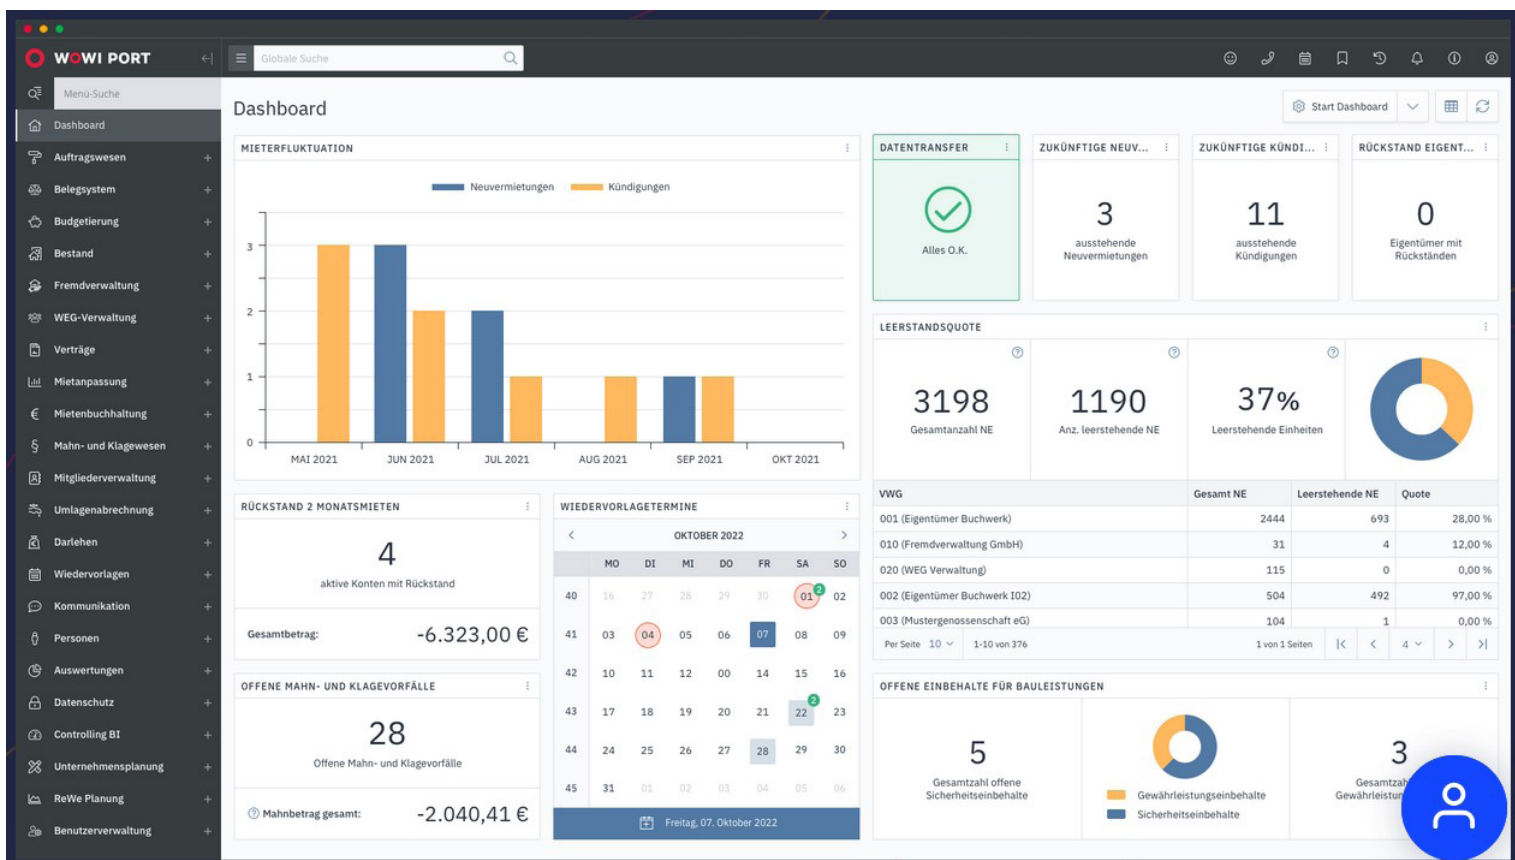 WOWI PORT
Globale Suche
Menü-Suche
Dashboard
Auftragswesen
Belegsystem
Budgetierung
Bestand
Fremdverwaltung
WEG-Verwaltung
Verträge
Mietanpassung
Mietenbuchhaltung
Mahn- und Klagewesen
Mitgliederverwaltung
Umlagenabrechnung
Darlehen
Wiedervorlagen
Kommunikation
Personen
Auswertungen
Datenschutz
Controlling BI
Unternehmensplanung
ReWe Planung
Benutzerverwaltung
Dashboard
Start Dashboard
MIETERFLUKTUATION
Neuvermietungen Kündigungen
3
2
1
0
MAI 2021 JUN 2021 JUL 2021 AUG 2021 SEP 2021 OKT 2021
DATENTRANSFER
Alles O.K.
ZUKÜNFTIGE NEUV...
3
ausstehende
Neuvermietungen
ZUKÜNFTIGE KÜNDI...
11
ausstehende
Kündigungen
RÜCKSTAND EIGENT...
0
Eigentümer mit
Rückständen
LEERSTANDSQUOTE
3198
Gesamtanzahl NE
1190
Anz. leerstehende NE
37%
Leerstehende Einheiten
VWG Gesamt NE Leerstehende NE Quote
001 (Eigentümer Buchwerk) 2444 693 28,00 %
010 (Fremdverwaltung GmbH) 31 4 12,00 %
020 (WEG Verwaltung) 115 0 0,00 %
002 (Eigentümer Buchwerk I02) 504 492 97,00 %
003 (Mustergenossenschaft eG) 104 1 0,00 %
Per Seite 10 1-10 von 376 1 von 1 Seiten 4
RÜCKSTAND 2 MONATSMIETEN
4
aktive Konten mit Rückstand
Gesamtbetrag: -6.323,00 €
OFFENE MAHN- UND KLAGEVORFÄLLE
28
Offene Mahn- und Klagevorfälle
Mahnbetrag gesamt: -2.040,41 €
WIEDERVORLAGETERMINE
OKTOBER 2022
MO DI MI DO FR SA SO
40 16 27 28 29 30 01 2 02
41 03 04 05 06 07 08 09
42 10 11 12 00 14 15 16
43 17 18 19 20 21 22 2 23
44 24 25 26 27 28 29 30
45 31 01 02 03 04 05 06
Freitag, 07. Oktober 2022
OFFENE EINBEHALTE FÜR BAULEISTUNGEN
5
Gesamtzahl offene
Sicherheitseinbehalte
Gewährleistungseinbehalte
Sicherheitseinbehalte
3